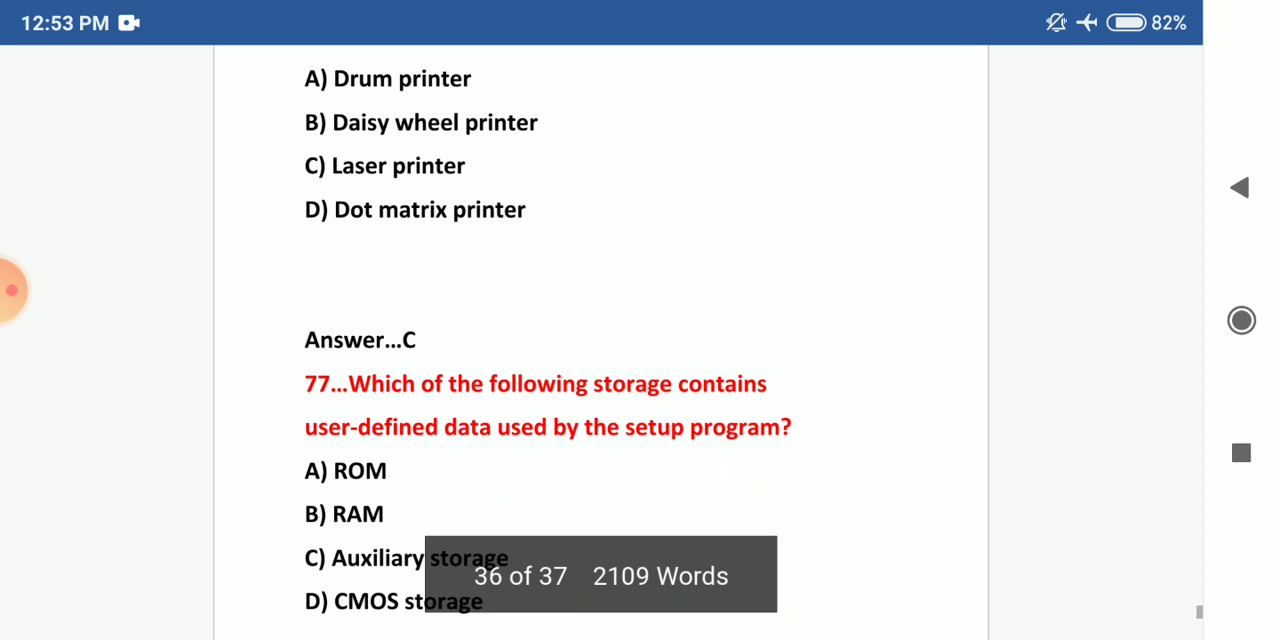 12:53 PM
82%
A) Drum printer
B) Daisy wheel printer
C) Laser printer
D) Dot matrix printer
Answer...C
77...Which of the following storage contains
user-defined data used by the setup program?
A) ROM
B) RAM
C) Auxiliary storage
36 of 37 2109 Words
D) CMOS storage